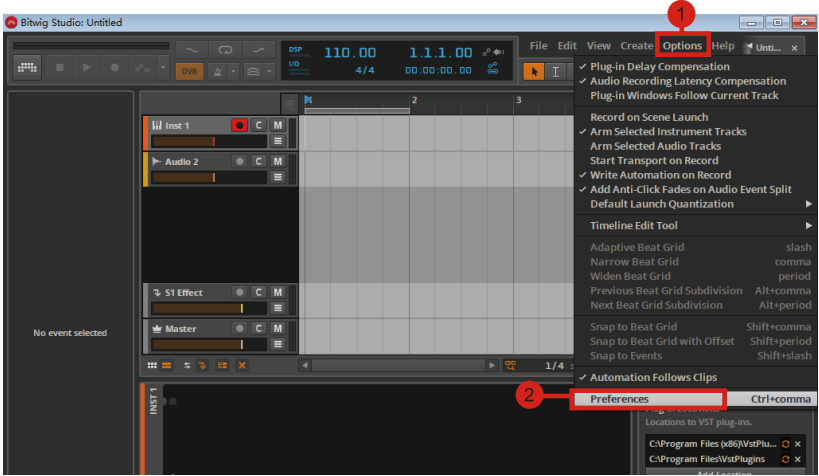 1
Bitwig Studio: Untitled
File Edit View Create Options Help Unti... x
DSP 110.00 1.1.1.00
I/O 4/4 00:00:00.00
OVR
2 3
Inst 1 C M
Audio 2 C M
S1 Effect C M
Master C M
No event selected
1/4
INST 1
✓ Plug-in Delay Compensation
✓ Audio Recording Latency Compensation
Plug-in Windows Follow Current Track
Record on Scene Launch
✓ Arm Selected Instrument Tracks
Arm Selected Audio Tracks
Start Transport on Record
✓ Write Automation on Record
✓ Add Anti-Click Fades on Audio Event Split
Default Launch Quantization
Timeline Edit Tool
Adaptive Beat Grid slash
Narrow Beat Grid comma
Widen Beat Grid period
Previous Beat Grid Subdivision Alt+comma
Next Beat Grid Subdivision Alt+period
Snap to Beat Grid Shift+comma
Snap to Beat Grid with Offset Shift+period
Snap to Events Shift+slash
✓ Automation Follows Clips
2
Preferences Ctrl+comma
Locations to VST plug-ins.
C:\Program Files (x86)\VstPlu...
C:\Program Files\VstPlugins
Add Location